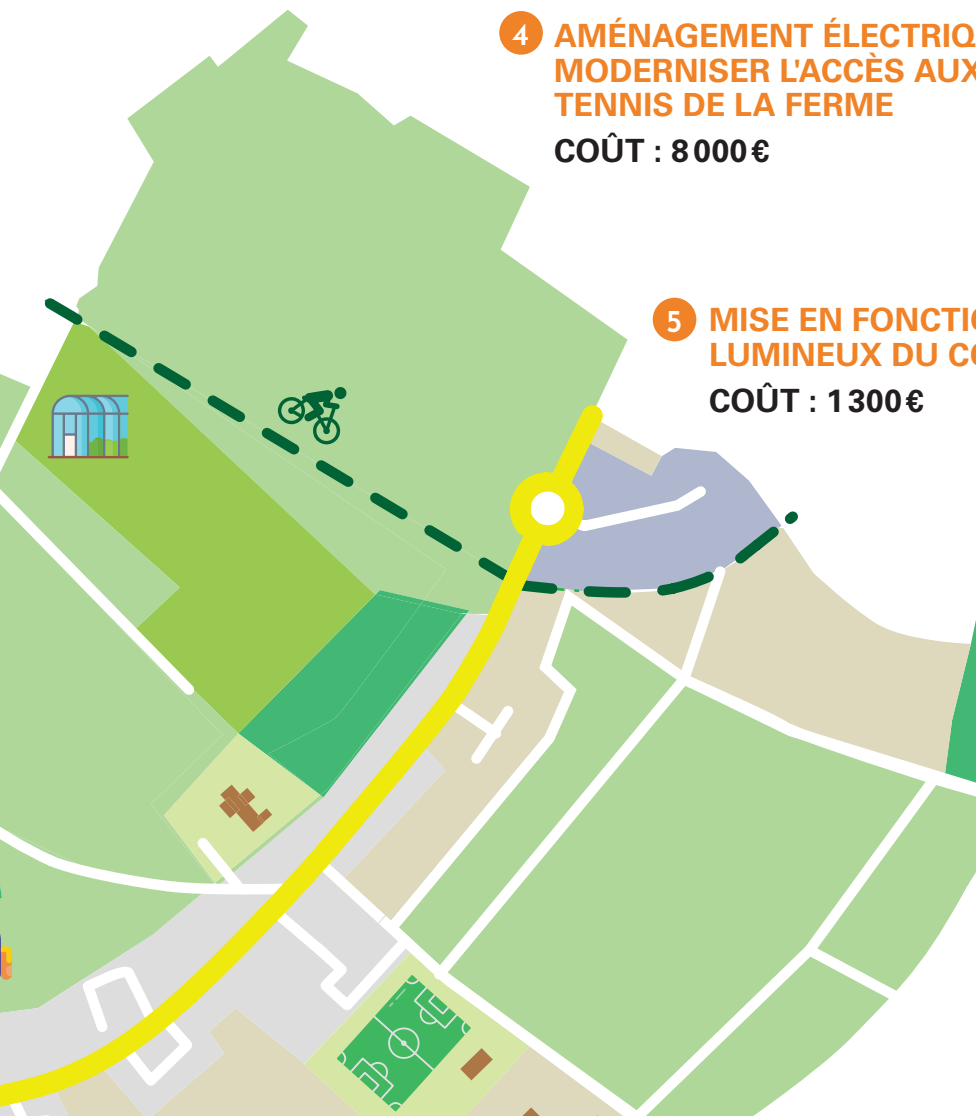 4 AMÉNAGEMENT ÉLECTRIQ
MODERNISER L'ACCÈS AUX
TENNIS DE LA FERME
COÛT : 8 000 €
5 MISE EN FONCTIO
LUMINEUX DU CO
COÛT : 1 300 €